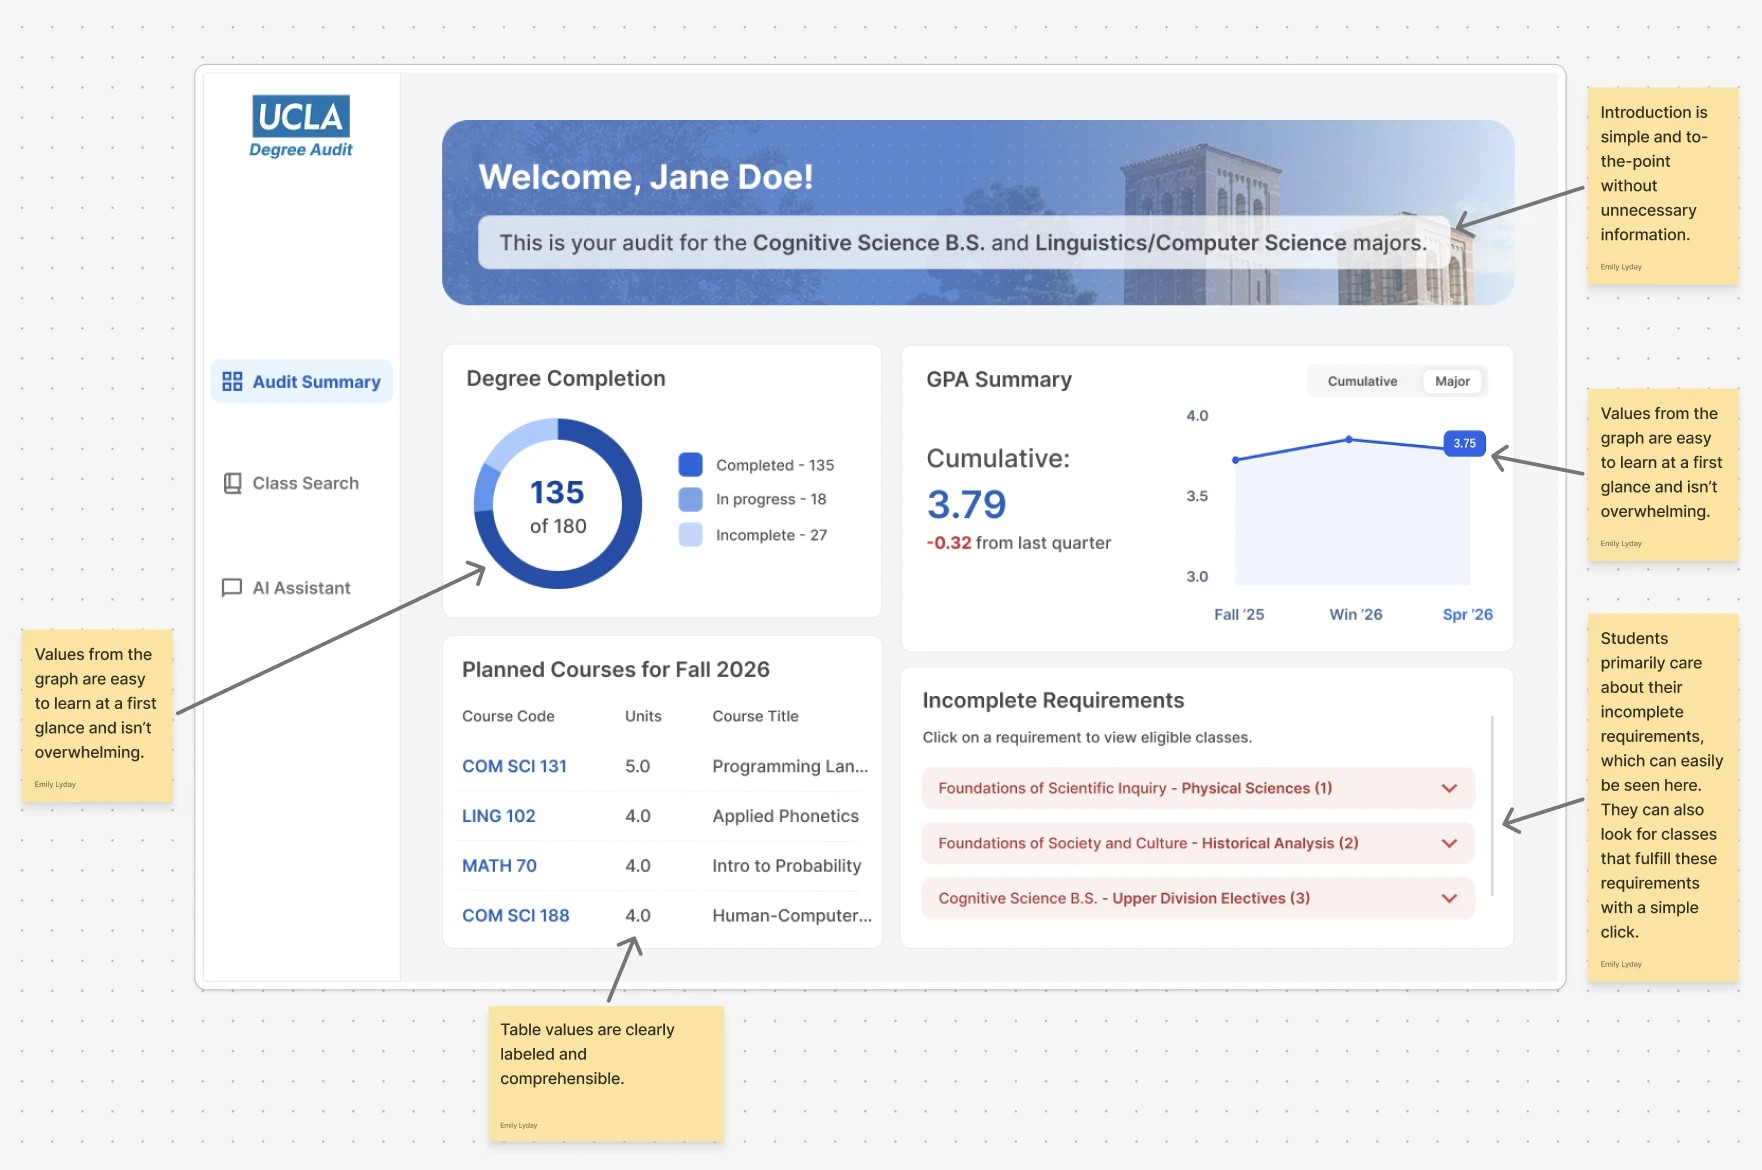 UCLA
Degree Audit
Audit Summary
Class Search
AI Assistant
Welcome, Jane Doe!
This is your audit for the Cognitive Science B.S. and Linguistics/Computer Science majors.
Degree Completion
135
of 180
Completed - 135
In progress - 18
Incomplete - 27
GPA Summary
Cumulative
Major
Cumulative:
3.79
-0.32 from last quarter
4.0
3.5
3.0
3.75
Fall '25
Win '26
Spr '26
Planned Courses for Fall 2026
Course Code Units Course Title
COM SCI 131 5.0 Programming Lan...
LING 102 4.0 Applied Phonetics
MATH 70 4.0 Intro to Probability
COM SCI 188 4.0 Human-Computer...
Incomplete Requirements
Click on a requirement to view eligible classes.
Foundations of Scientific Inquiry - Physical Sciences (1)
Foundations of Society and Culture - Historical Analysis (2)
Cognitive Science B.S. - Upper Division Electives (3)
Introduction is
simple and to-
the-point
without
unnecessary
information.
Emily Lyday
Values from the
graph are easy
to learn at a first
glance and isn't
overwhelming.
Emily Lyday
Students
primarily care
about their
incomplete
requirements,
which can easily
be seen here.
They can also
look for classes
that fulfill these
requirements
with a simple
click.
Emily Lyday
Values from the
graph are easy
to learn at a first
glance and isn't
overwhelming.
Emily Lyday
Table values are clearly
labeled and
comprehensible.
Emily Lyday